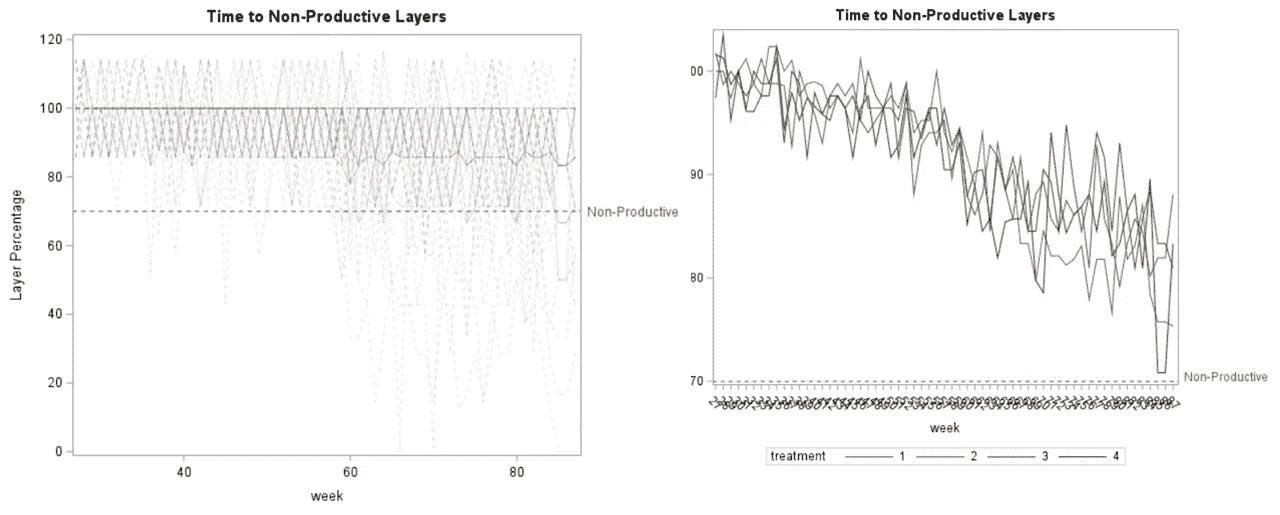 Time to Non-Productive Layers
120
100
80
60
40
20
0
Layer Percentage
Non-Productive
40
60
80
week
Time to Non-Productive Layers
00
90
80
70
Non-Productive
week
treatment 1 2 3 4